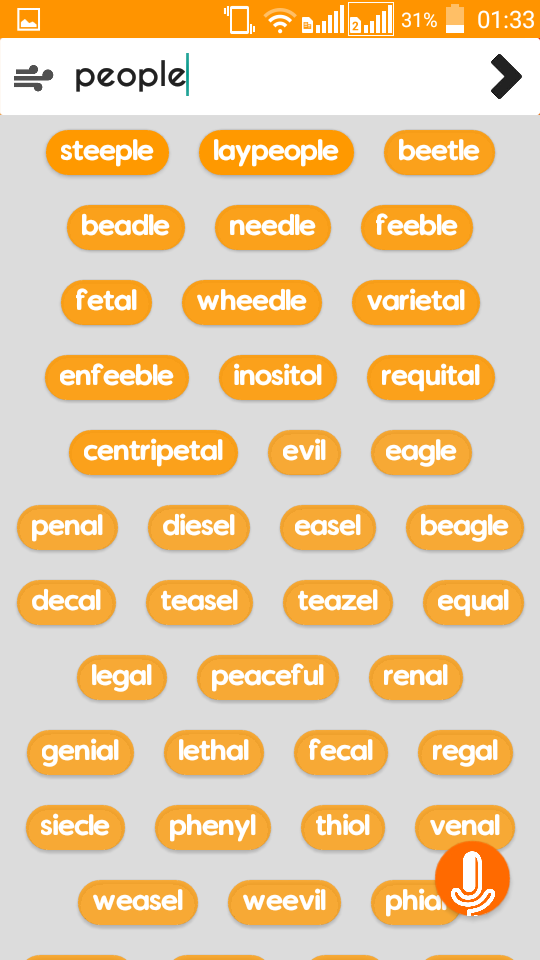 2 31% 01:33
people
steeple laypeople beetle
beadle needle feeble
fetal wheedle varietal
enfeeble inositol requital
centripetal evil eagle
penal diesel easel beagle
decal teasel teazel equal
legal peaceful renal
genial lethal fecal regal
siecle phenyl thiol venal
weasel weevil